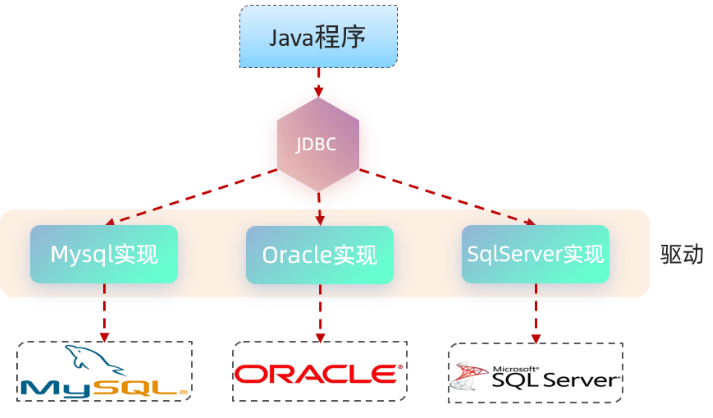 Java程序
JDBC
Mysql实现
Oracle实现
SqlServer实现
驱动
MySQL®
ORACLE®
Microsoft®
SQL Server